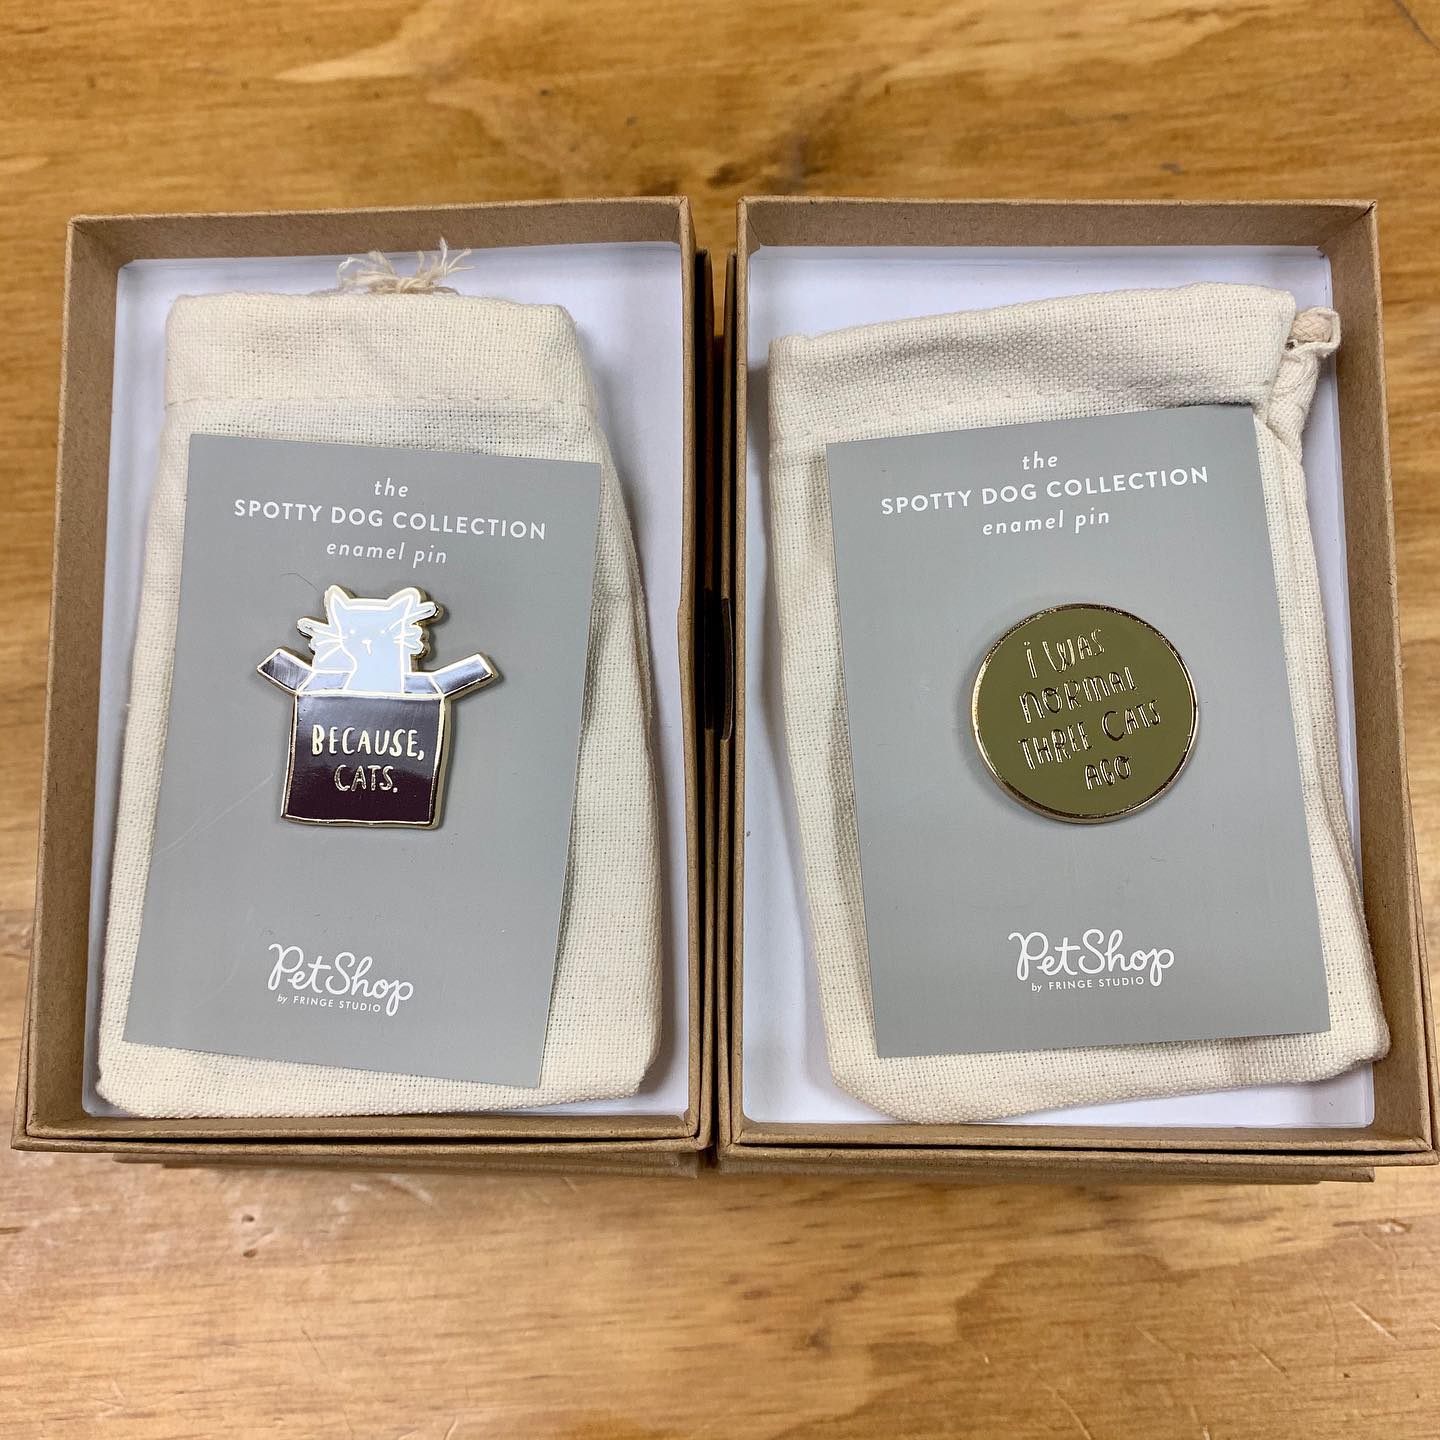 the
SPOTTY DOG COLLECTION
enamel pin
BECAUSE,
CATS.
PetShop
by FRINGE STUDIO
the
SPOTTY DOG COLLECTION
enamel pin
i WAS
NORMAL
THREE CATS
AGO
PetShop
by FRINGE STUDIO